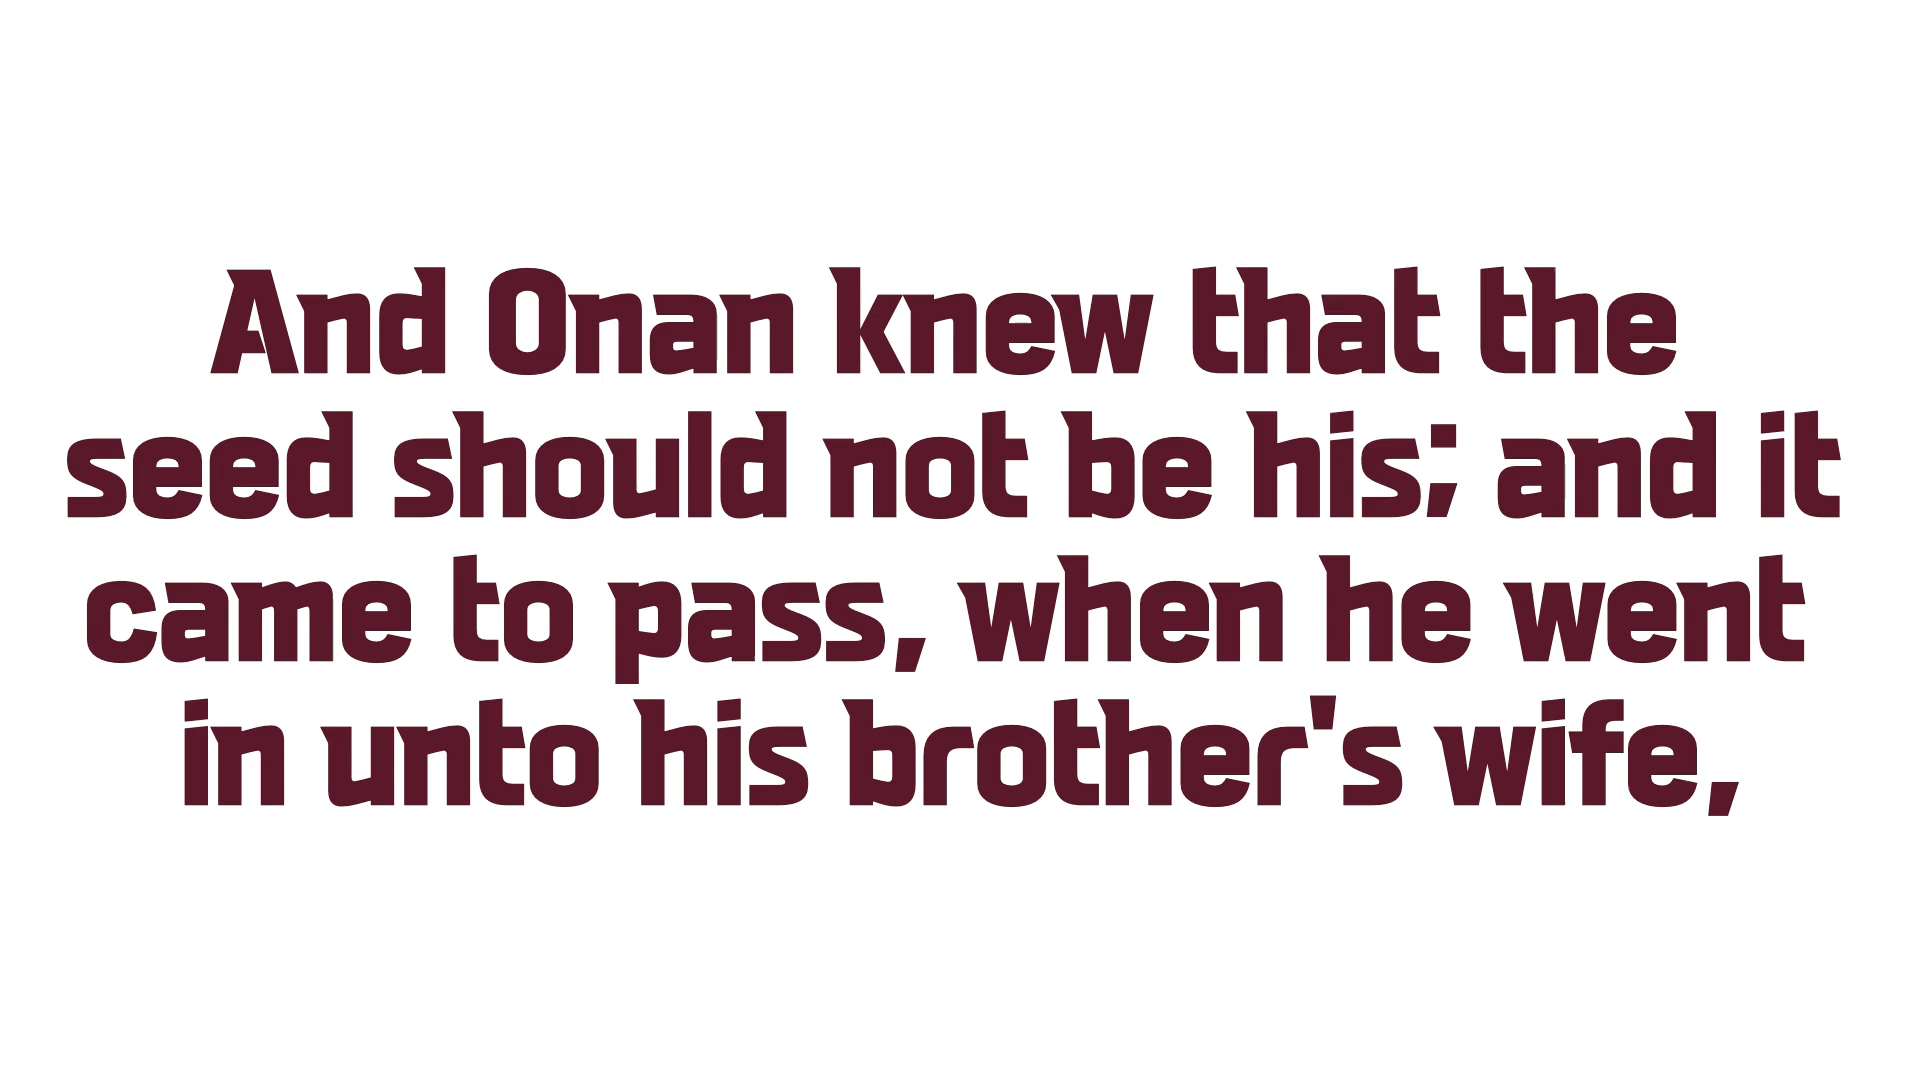 And Onan knew that the
seed should not be his; and it
came to pass, when he went
in unto his brother's wife,